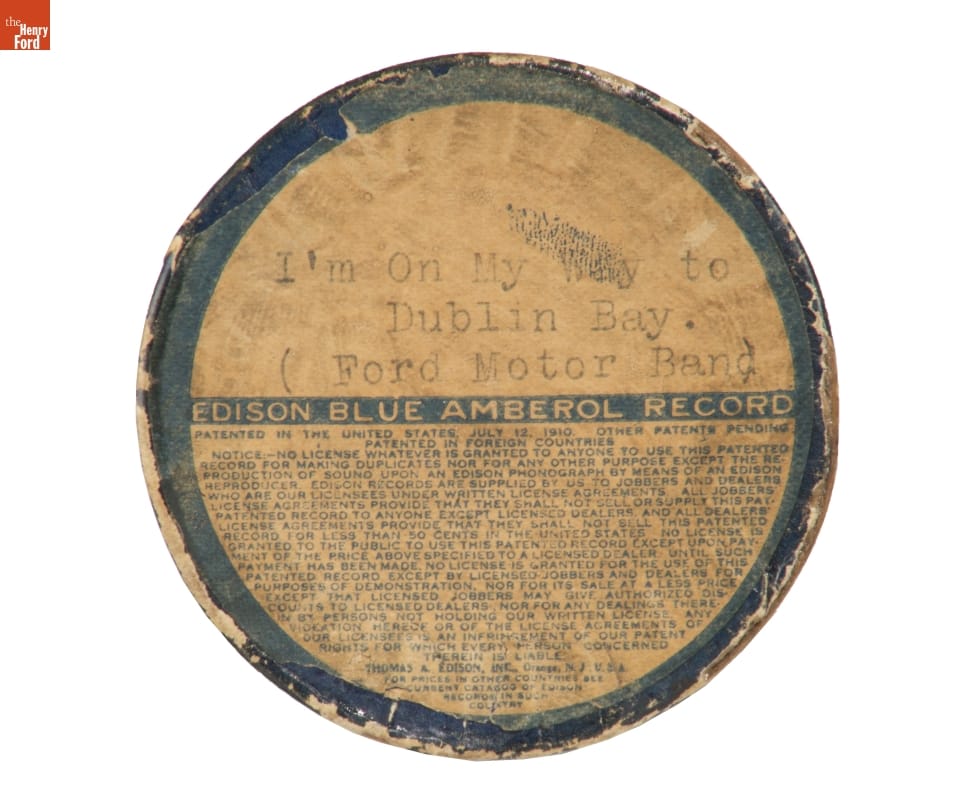 the
Henry
Ford
I'm On My Way to
Dublin Bay.
( Ford Motor Band)
EDISON BLUE AMBEROL RECORD
PATENTED IN THE UNITED STATES, JULY 12, 1910. OTHER PATENTS PENDING
PATENTED IN FOREIGN COUNTRIES
NOTICE:—NO LICENSE WHATEVER IS GRANTED TO ANYONE TO USE THIS PATENTED
RECORD FOR MAKING DUPLICATES NOR FOR ANY OTHER PURPOSE EXCEPT THE RE-
PRODUCTION OF SOUND UPON AN EDISON PHONOGRAPH BY MEANS OF AN EDISON
REPRODUCER. EDISON RECORDS ARE SUPPLIED BY US TO JOBBERS AND DEALERS
WHO ARE OUR LICENSEES UNDER WRITTEN LICENSE AGREEMENTS. ALL JOBBERS'
LICENSE AGREEMENTS PROVIDE THAT THEY SHALL NOT SELL OR SUPPLY THIS PAT-
PATENTED RECORD TO ANYONE EXCEPT LICENSED DEALERS, AND ALL DEALERS'
LICENSE AGREEMENTS PROVIDE THAT THEY SHALL NOT SELL THIS PATENTED
RECORD FOR LESS THAN 50 CENTS IN THE UNITED STATES. NO LICENSE IS
GRANTED TO THE PUBLIC TO USE THIS PATENTED RECORD EXCEPT UPON PAY-
MENT OF THE PRICE ABOVE SPECIFIED TO A LICENSED DEALER. UNTIL SUCH
PAYMENT HAS BEEN MADE, NO LICENSE IS GRANTED FOR THE USE OF THIS
PATENTED RECORD EXCEPT BY LICENSED JOBBERS AND DEALERS FOR
PURPOSES OF DEMONSTRATION, NOR FOR ITS SALE AT A LESS PRICE
EXCEPT THAT LICENSED JOBBERS MAY GIVE AUTHORIZED DIS-
COUNTS TO LICENSED DEALERS, NOR FOR ANY DEALINGS THERE-
IN BY PERSONS NOT HOLDING OUR WRITTEN LICENSE. ANY
VIOLATION HEREOF OR OF THE LICENSE AGREEMENTS OF
OUR LICENSEES IS AN INFRINGEMENT OF OUR PATENT
RIGHTS FOR WHICH EVERY PERSON CONCERNED
THEREIN IS LIABLE.
THOMAS A. EDISON, INC., Orange, N. J. U.S.A.
FOR PRICES IN OTHER COUNTRIES SEE
CURRENT CATALOG OF EDISON
RECORDS IN SUCH
COUNTRY